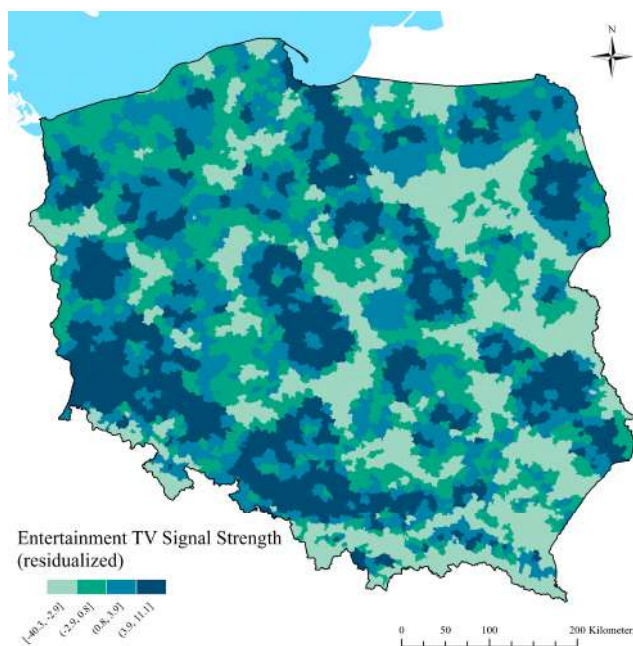 N
Entertainment TV Signal Strength
(residualized)
[-40.3, -2.9]
(-2.9, 0.8]
(0.8, 3.9]
(3.9, 11.1]
0 50 100 200 Kilometers